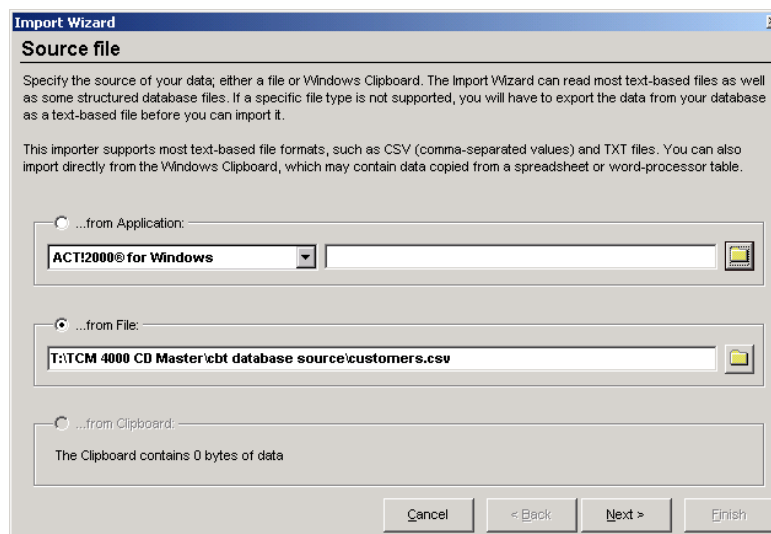 Import Wizard
Source file
Specify the source of your data; either a file or Windows Clipboard. The Import Wizard can read most text-based files as well
as some structured database files. If a specific file type is not supported, you will have to export the data from your database
as a text-based file before you can import it.
This importer supports most text-based file formats, such as CSV (comma-separated values) and TXT files. You can also
import directly from the Windows Clipboard, which may contain data copied from a spreadsheet or word-processor table.
...from Application:
ACT!2000® for Windows
...from File:
T:\TCM 4000 CD Master\cbt database source\customers.csv
...from Clipboard:
The Clipboard contains 0 bytes of data
Cancel < Back Next > Finish